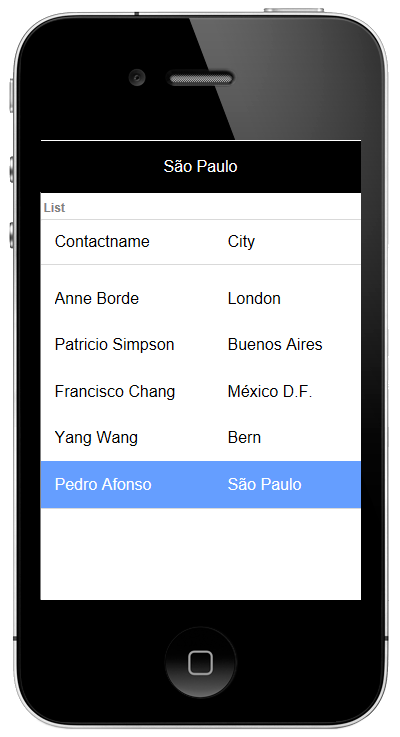 São Paulo
List
Contactname City
Anne Borde London
Patricio Simpson Buenos Aires
Francisco Chang México D.F.
Yang Wang Bern
Pedro Afonso São Paulo